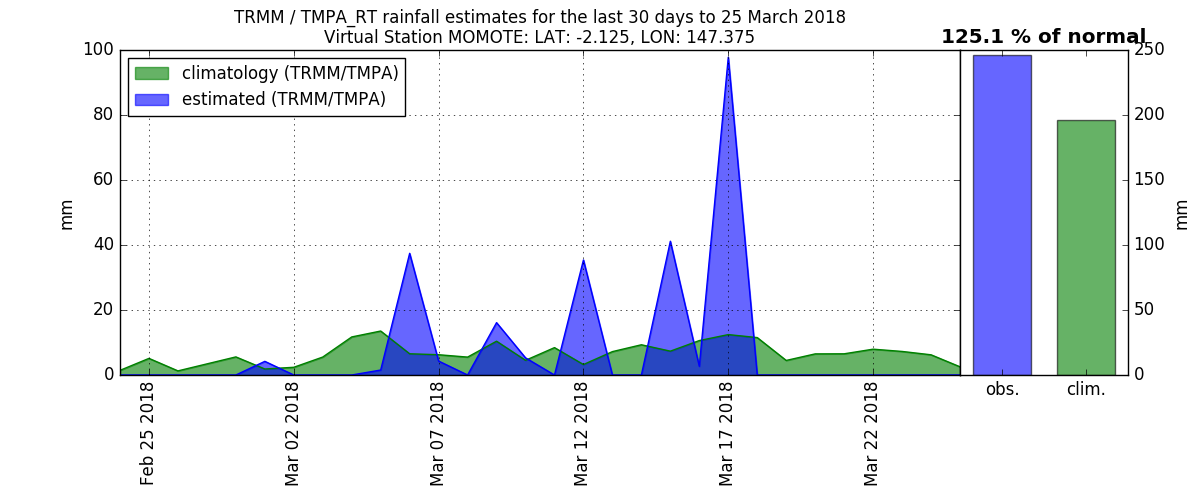 TRMM / TMPA_RT rainfall estimates for the last 30 days to 25 March 2018
Virtual Station MOMOTE: LAT: -2.125, LON: 147.375
125.1 % of normal
climatology (TRMM/TMPA)
estimated (TRMM/TMPA)
100
80
60
40
20
0
mm
Feb 25 2018
Mar 02 2018
Mar 07 2018
Mar 12 2018
Mar 17 2018
Mar 22 2018
obs.
clim.
250
200
150
100
50
0
mm